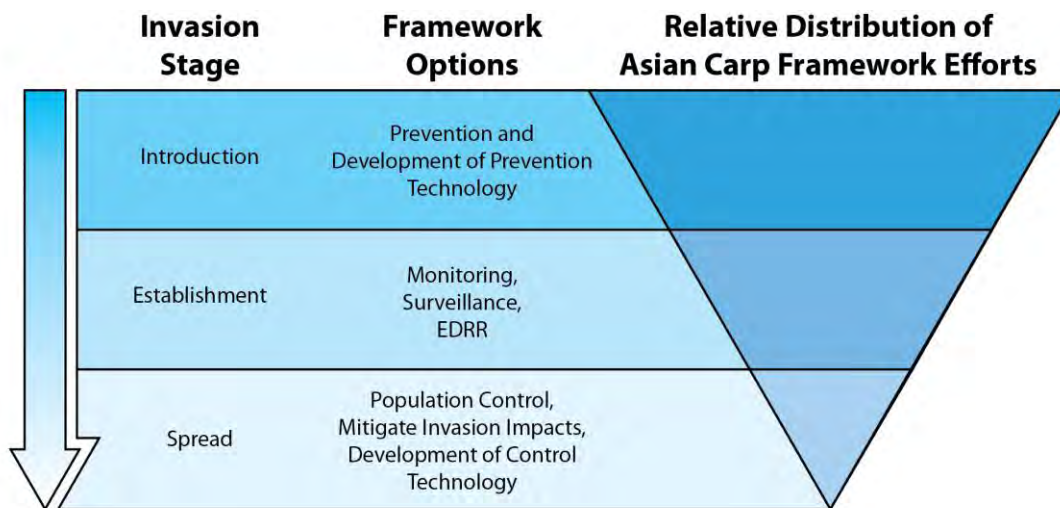 Invasion
Stage
Framework
Options
Relative Distribution of
Asian Carp Framework Efforts
Introduction
Prevention and
Development of Prevention
Technology
Establishment
Monitoring,
Surveillance,
EDRR
Spread
Population Control,
Mitigate Invasion Impacts,
Development of Control
Technology